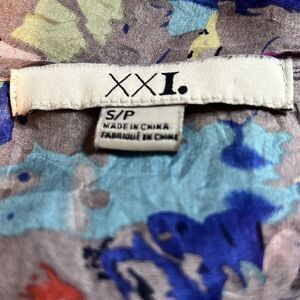 XXI.
S/P
MADE IN CHINA
FABRIQUÉ EN CHINE